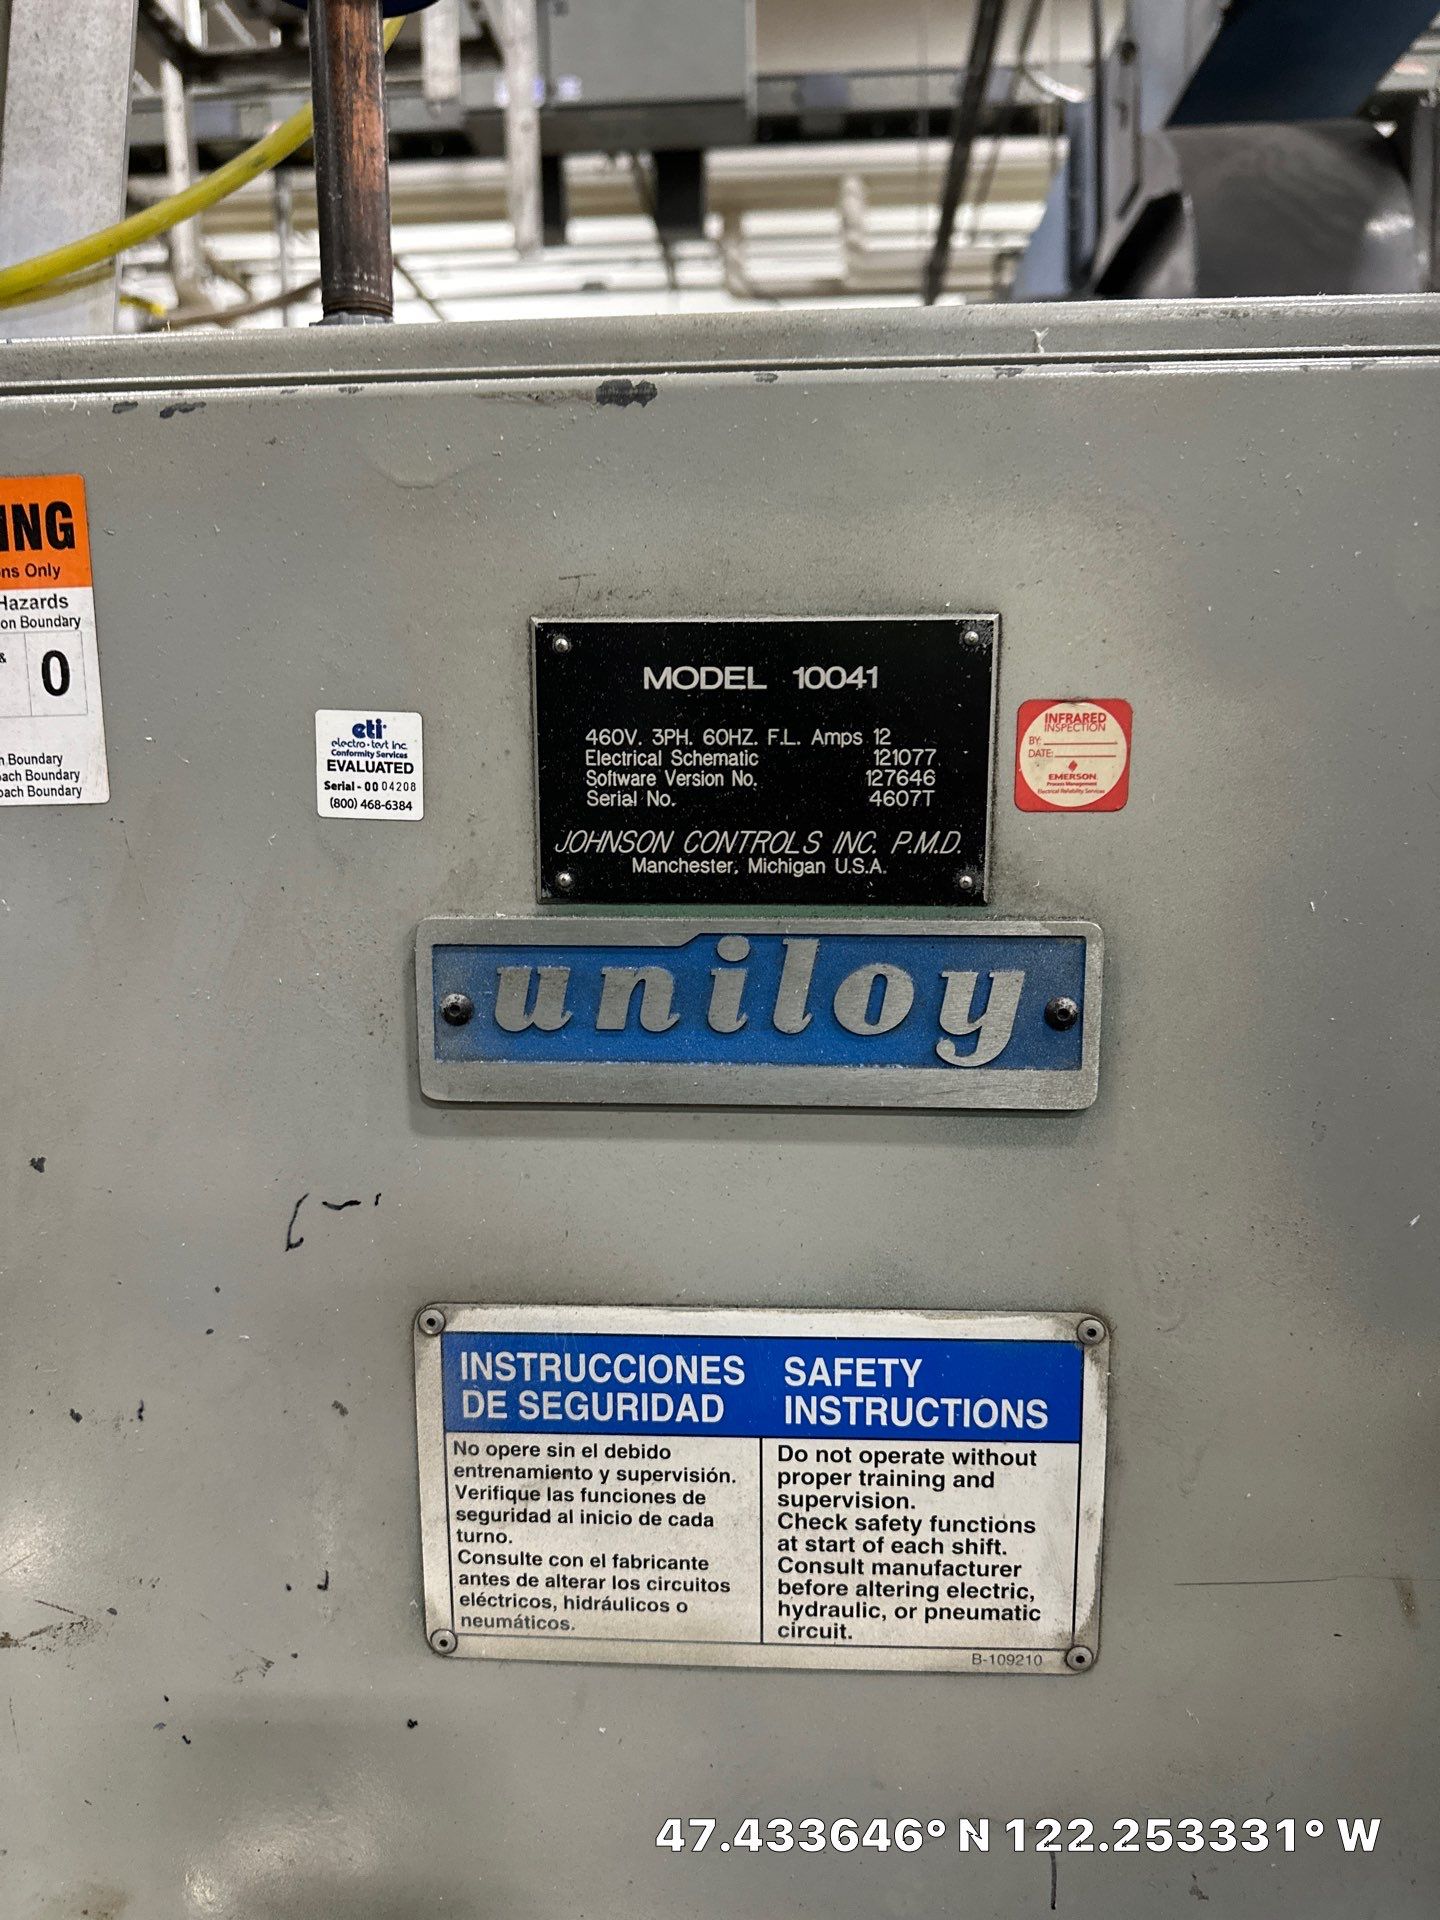 ING
ns Only
Hazards
on Boundary
&
0
n Boundary
oach Boundary
oach Boundary
eti
electro·test inc.
Conformity Services
EVALUATED
Serial - 00 04208
(800) 468-6384
MODEL 10041
460V. 3PH. 60HZ. F.L. Amps 12
Electrical Schematic 121077
Software Version No. 127646
Serial No. 4607T
JOHNSON CONTROLS INC. P.M.D.
Manchester, Michigan U.S.A.
INFRARED
INSPECTION
BY:
DATE:
EMERSON
Process Management
Electrical Reliability Services
uniloy
INSTRUCCIONES
DE SEGURIDAD
No opere sin el debido
entrenamiento y supervisión.
Verifique las funciones de
seguridad al inicio de cada
turno.
Consulte con el fabricante
antes de alterar los circuitos
eléctricos, hidráulicos o
neumáticos.
SAFETY
INSTRUCTIONS
Do not operate without
proper training and
supervision.
Check safety functions
at start of each shift.
Consult manufacturer
before altering electric,
hydraulic, or pneumatic
circuit.
B-109210
47.433646° N 122.253331° W